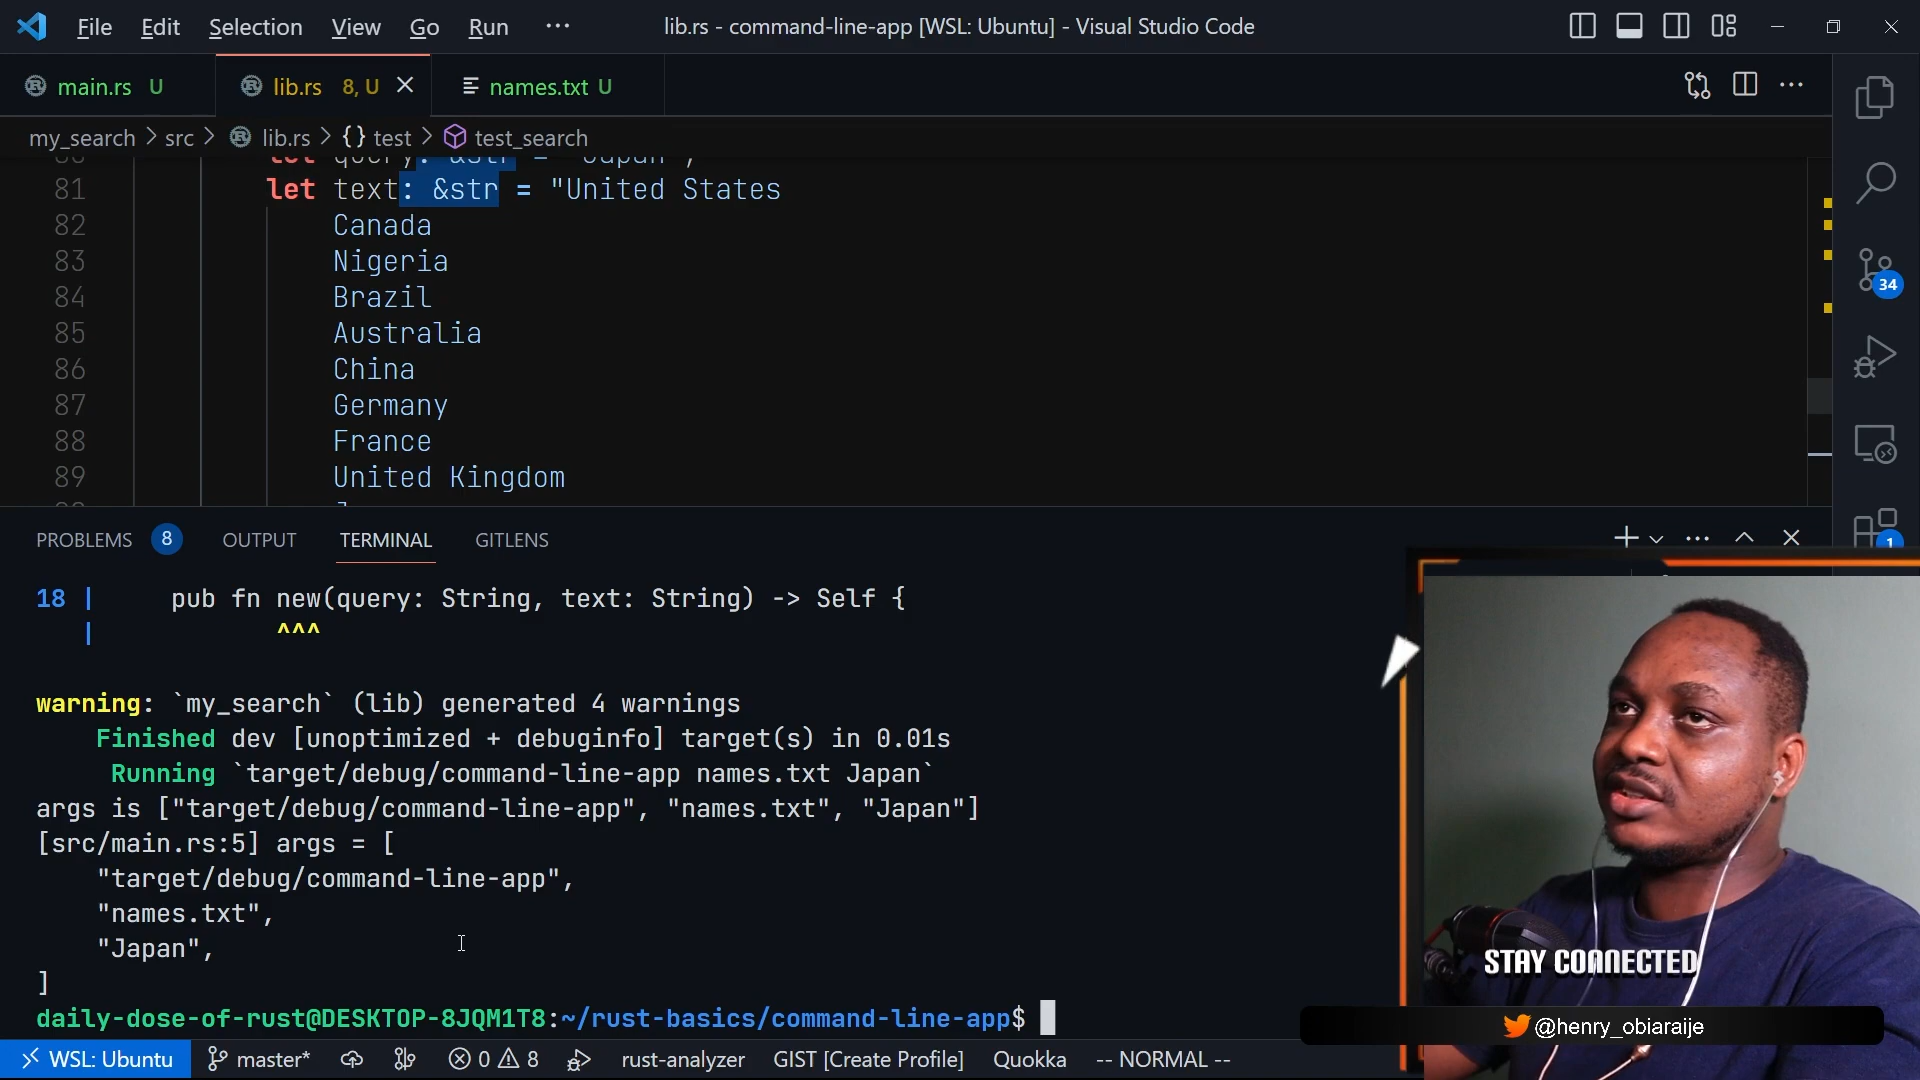 File Edit Selection View Go Run ··· lib.rs - command-line-app [WSL: Ubuntu] - Visual Studio Code
main.rs U lib.rs 8, U names.txt U
my_search > src > lib.rs > {} test > test_search
81 let text: &str = "United States
82 Canada
83 Nigeria
84 Brazil
85 Australia
86 China
87 Germany
88 France
89 United Kingdom
34
1
PROBLEMS 8 OUTPUT TERMINAL GITLENS
18 | pub fn new(query: String, text: String) -> Self {
| ^^^
warning: `my_search` (lib) generated 4 warnings
Finished dev [unoptimized + debuginfo] target(s) in 0.01s
Running `target/debug/command-line-app names.txt Japan`
args is ["target/debug/command-line-app", "names.txt", "Japan"]
[src/main.rs:5] args = [
"target/debug/command-line-app",
"names.txt",
"Japan",
]
daily-dose-of-rust@DESKTOP-8JQM1T8:~/rust-basics/command-line-app$
STAY CONNECTED
@henry_obiaraije
WSL: Ubuntu master* 0 8 rust-analyzer GIST [Create Profile] Quokka -- NORMAL --